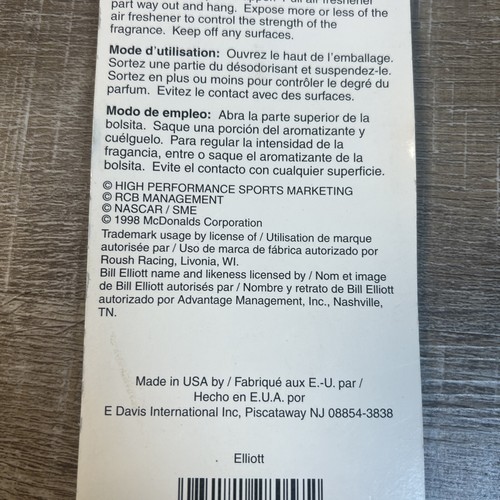 part way out and hang. Expose more or less of the
air freshener to control the strength of the
fragrance. Keep off any surfaces.
Mode d'utilisation: Ouvrez le haut de l'emballage.
Sortez une partie du désodorisant et suspendez-le.
Sortez en plus ou moins pour contrôler le degré du
parfum. Evitez le contact avec des surfaces.
Modo de empleo: Abra la parte superior de la
bolsita. Saque una porción del aromatizante y
cuélguelo. Para regular la intensidad de la
fragancia, entre o saque el aromatizante de la
bolsita. Evite el contacto con cualquier superficie.
© HIGH PERFORMANCE SPORTS MARKETING
© RCB MANAGEMENT
© NASCAR / SME
© 1998 McDonalds Corporation
Trademark usage by license of / Utilisation de marque
autorisée par / Uso de marca de fábrica autorizado por
Roush Racing, Livonia, WI.
Bill Elliott name and likeness licensed by / Nom et image
de Bill Elliott autorisés par / Nombre y retrato de Bill Elliott
autorizado por Advantage Management, Inc., Nashville,
TN.
Made in USA by / Fabriqué aux E.-U. par /
Hecho en E.U.A. por
E Davis International Inc, Piscataway NJ 08854-3838
Elliott